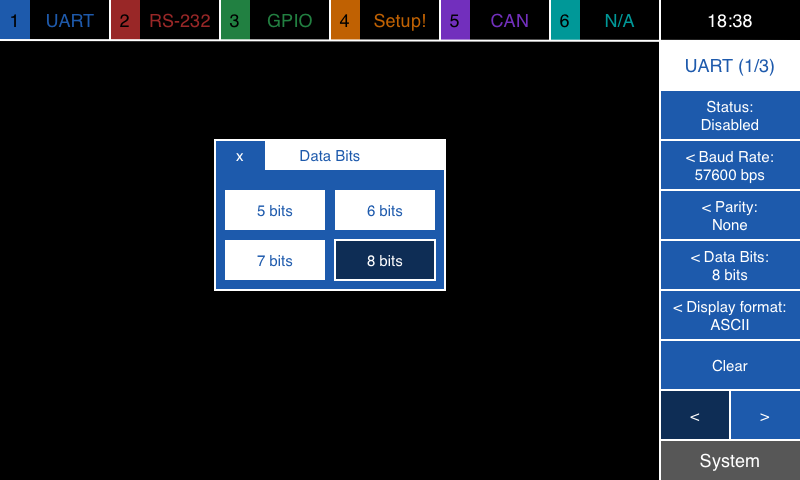 1 UART 2 RS-232 3 GPIO 4 Setup! 5 CAN 6 N/A 18:38
UART (1/3)
Status:
Disabled
< Baud Rate:
57600 bps
< Parity:
None
< Data Bits:
8 bits
< Display format:
ASCII
Clear
< >
System
x Data Bits
5 bits 6 bits
7 bits 8 bits